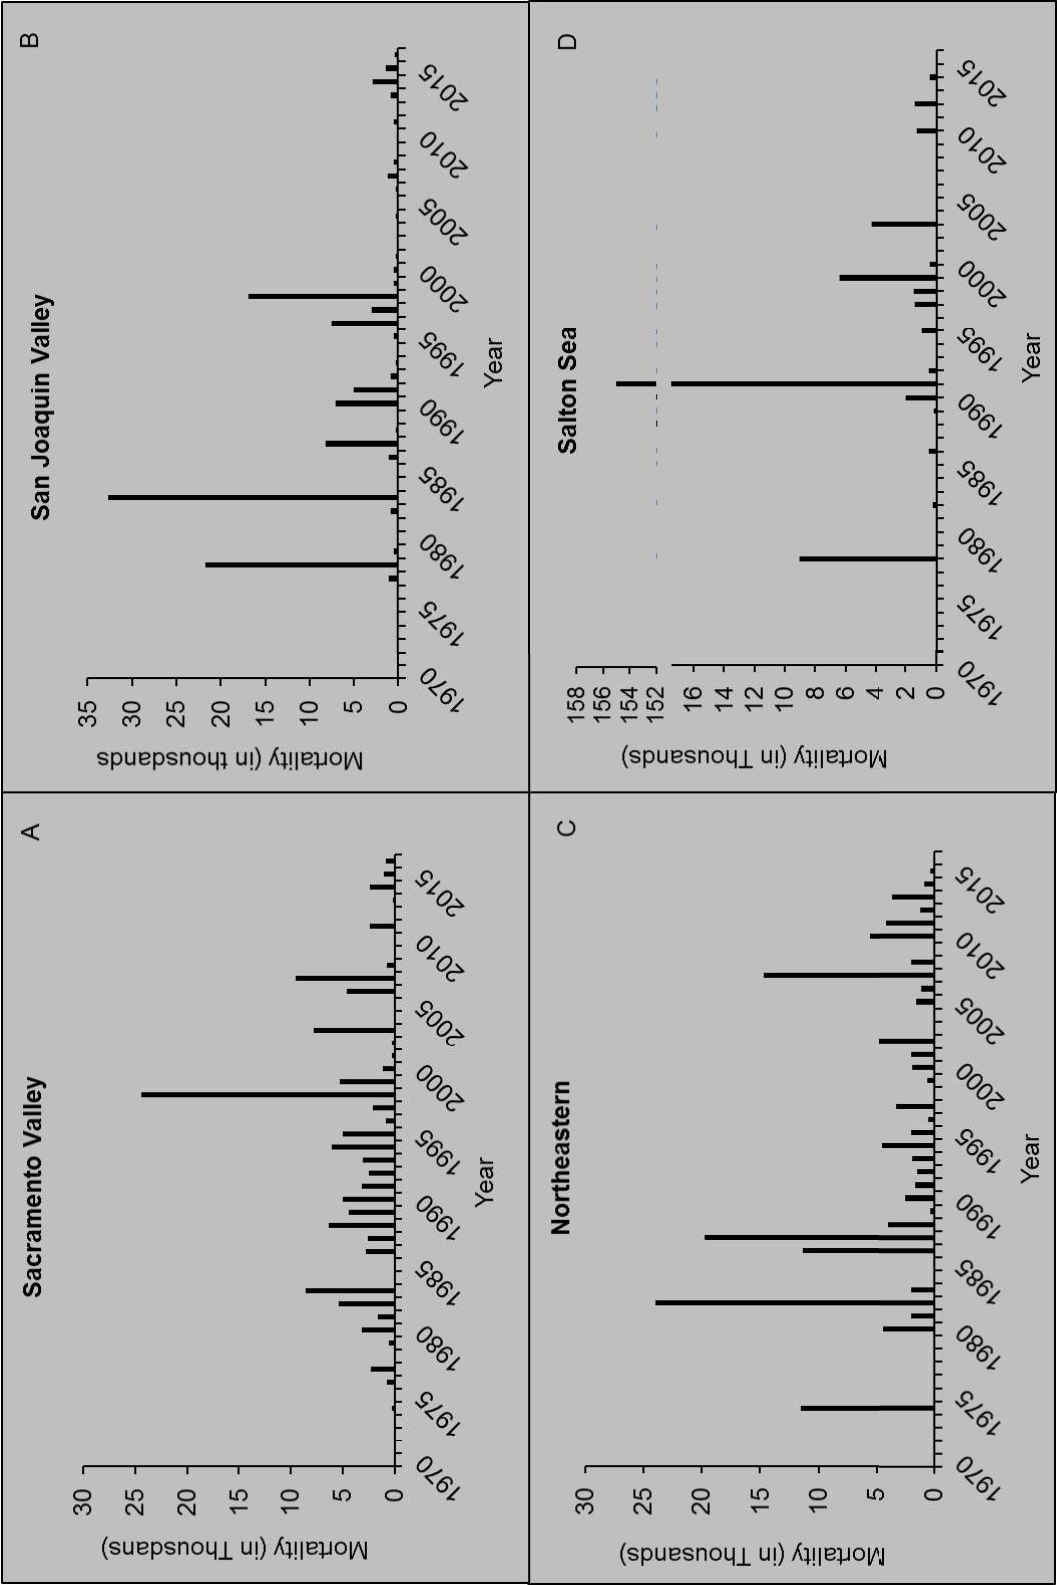 Sacramento Valley
A
Mortality (in Thousdans)
30
25
20
15
10
5
0
1970 1975 1980 1985 1990 1995 2000 2005 2010 2015
Year
San Joaquin Valley
B
Mortality (in thousdands
35
30
25
20
15
10
5
0
1970 1975 1980 1985 1990 1995 2000 2005 2010 2015
Year
Northeastern
C
Mortality (in Thousands)
30
25
20
15
10
5
0
1970 1975 1980 1985 1990 1995 2000 2005 2010 2015
Year
Salton Sea
D
Mortality (in Thousands)
158
156
154
152
16
14
12
10
8
6
4
2
0
1970 1975 1980 1985 1990 1995 2000 2005 2010 2015
Year